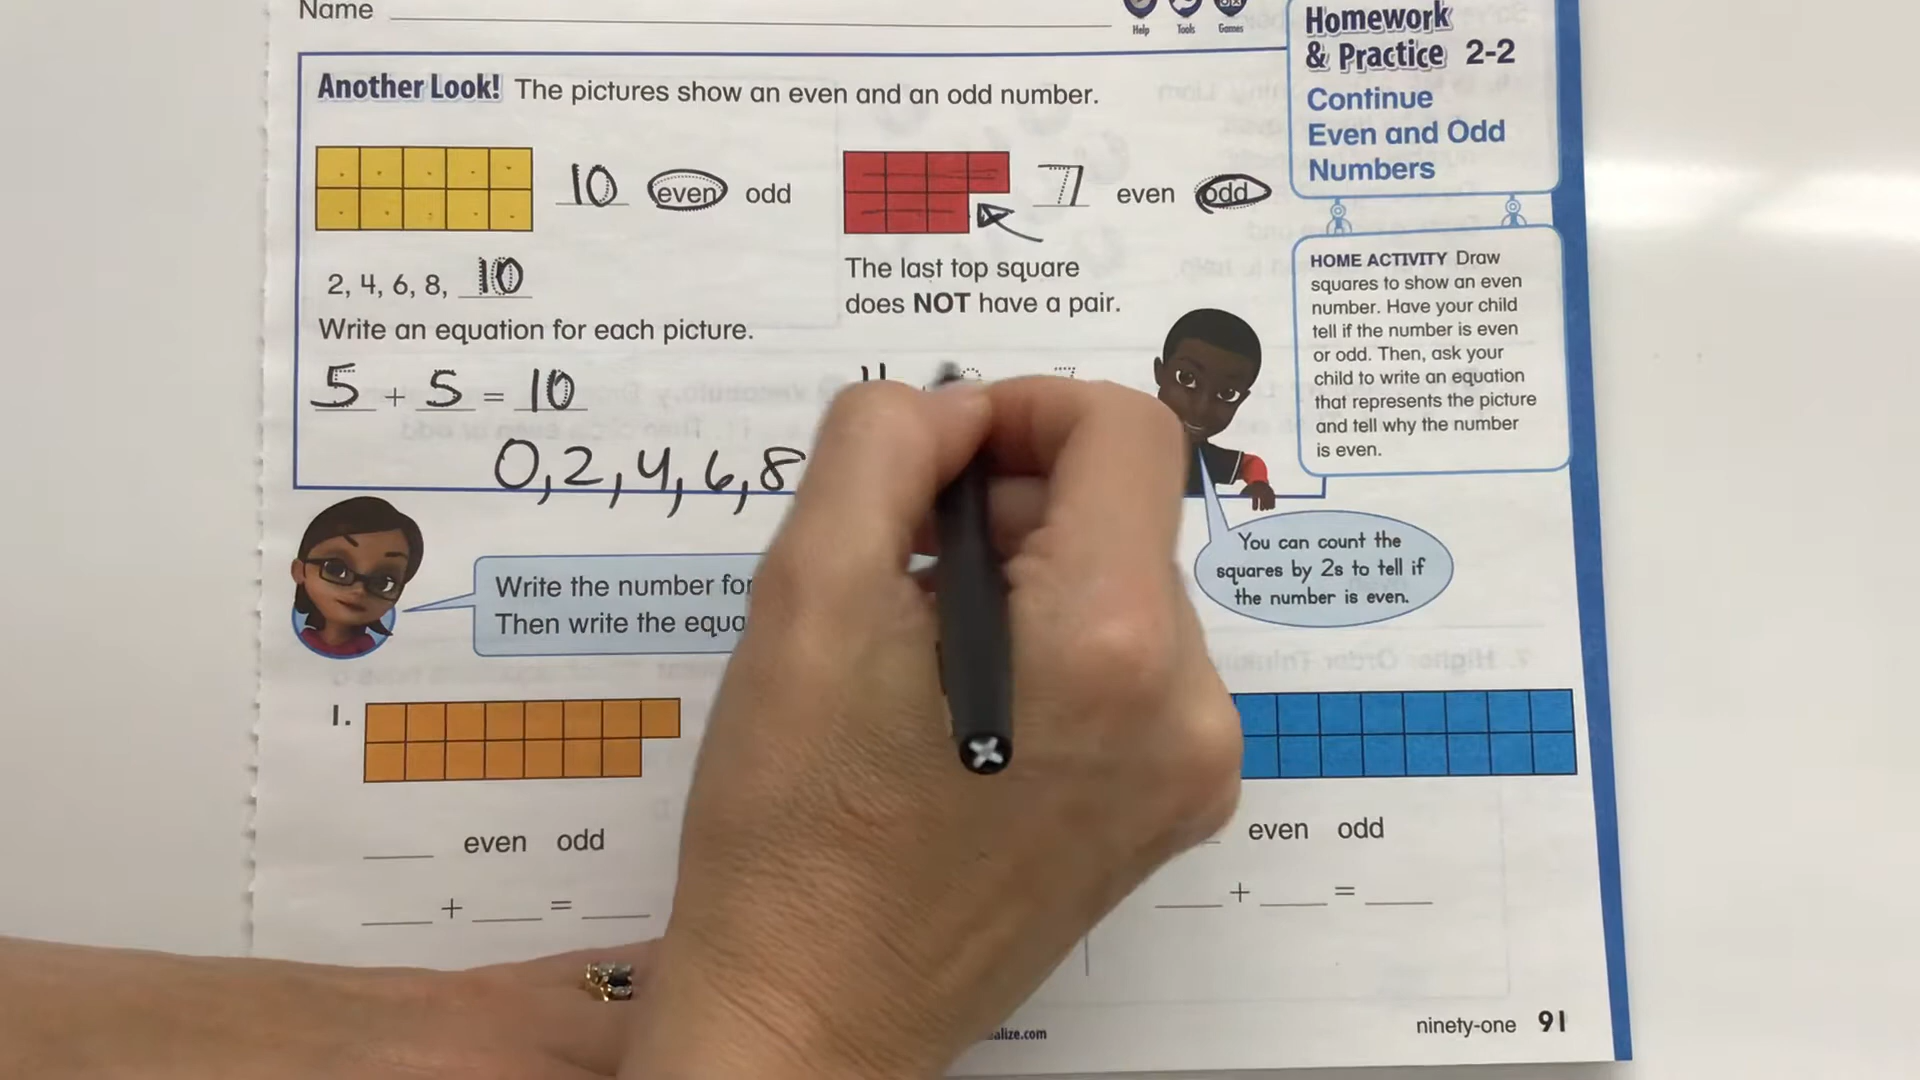 Name
Help Tools Games
Homework
& Practice 2-2
Continue
Even and Odd
Numbers
Another Look! The pictures show an even and an odd number.
10 even odd
7 even odd
2, 4, 6, 8, 10
The last top square
does NOT have a pair.
Write an equation for each picture.
5 + 5 = 10
4
0, 2, 4, 6, 8
HOME ACTIVITY Draw
squares to show an even
number. Have your child
tell if the number is even
or odd. Then, ask your
child to write an equation
that represents the picture
and tell why the number
is even.
You can count the
squares by 2s to tell if
the number is even.
Write the number for
Then write the equa
1.
even odd
+ =
even odd
+ =
alize.com
ninety-one 91